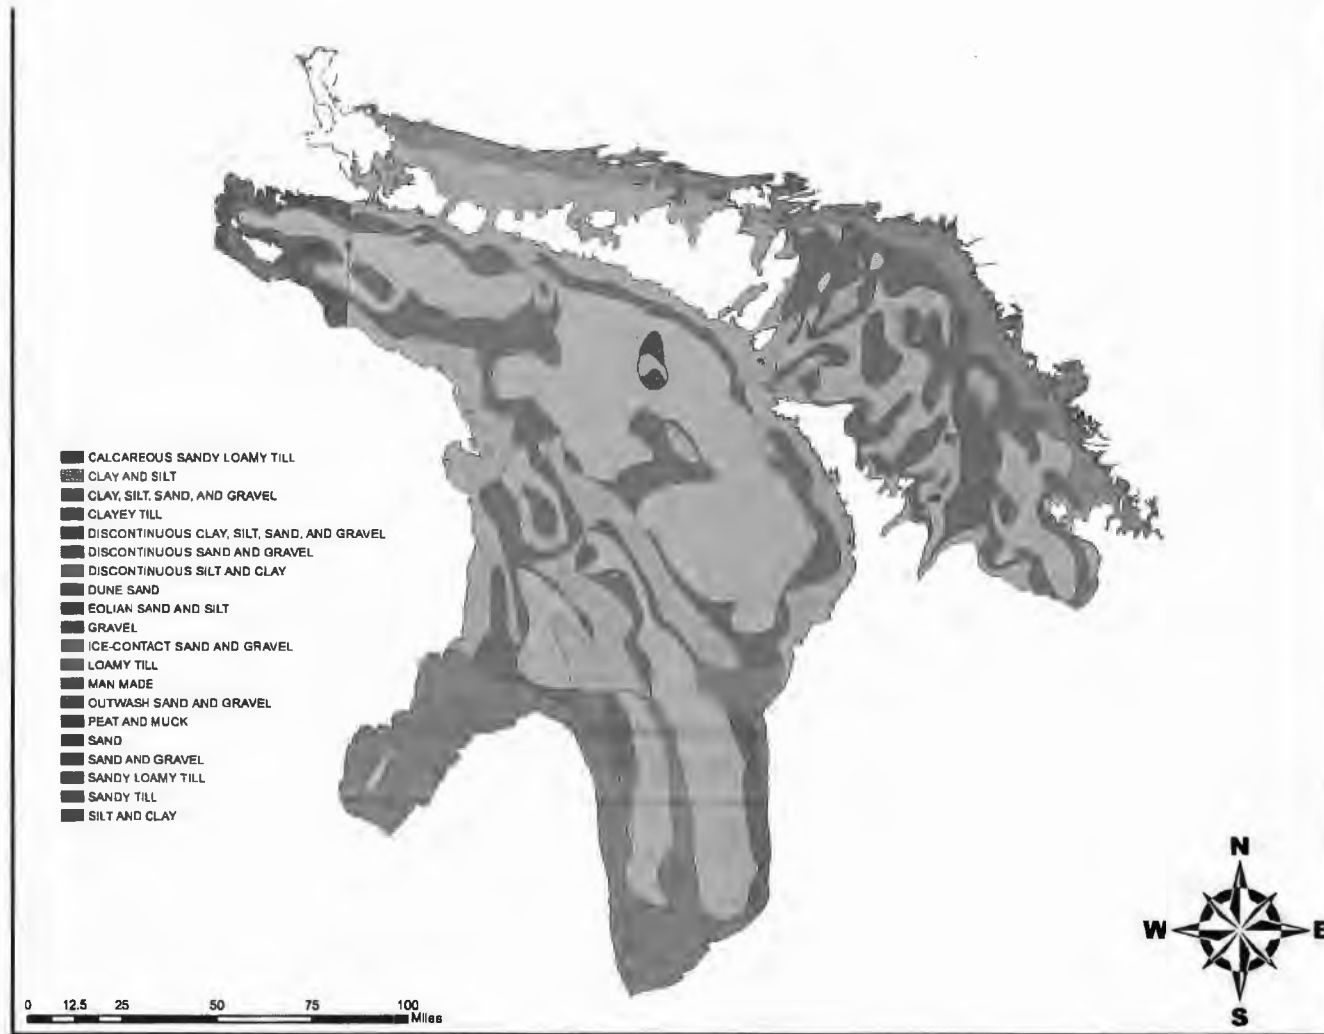 CALCAREOUS SANDY LOAMY TILL
CLAY AND SILT
CLAY, SILT, SAND, AND GRAVEL
CLAYEY TILL
DISCONTINUOUS CLAY, SILT, SAND, AND GRAVEL
DISCONTINUOUS SAND AND GRAVEL
DISCONTINUOUS SILT AND CLAY
DUNE SAND
EOLIAN SAND AND SILT
GRAVEL
ICE-CONTACT SAND AND GRAVEL
LOAMY TILL
MAN MADE
OUTWASH SAND AND GRAVEL
PEAT AND MUCK
SAND
SAND AND GRAVEL
SANDY LOAMY TILL
SANDY TILL
SILT AND CLAY
N
W E
S
0 12.5 25 50 75 100
Miles